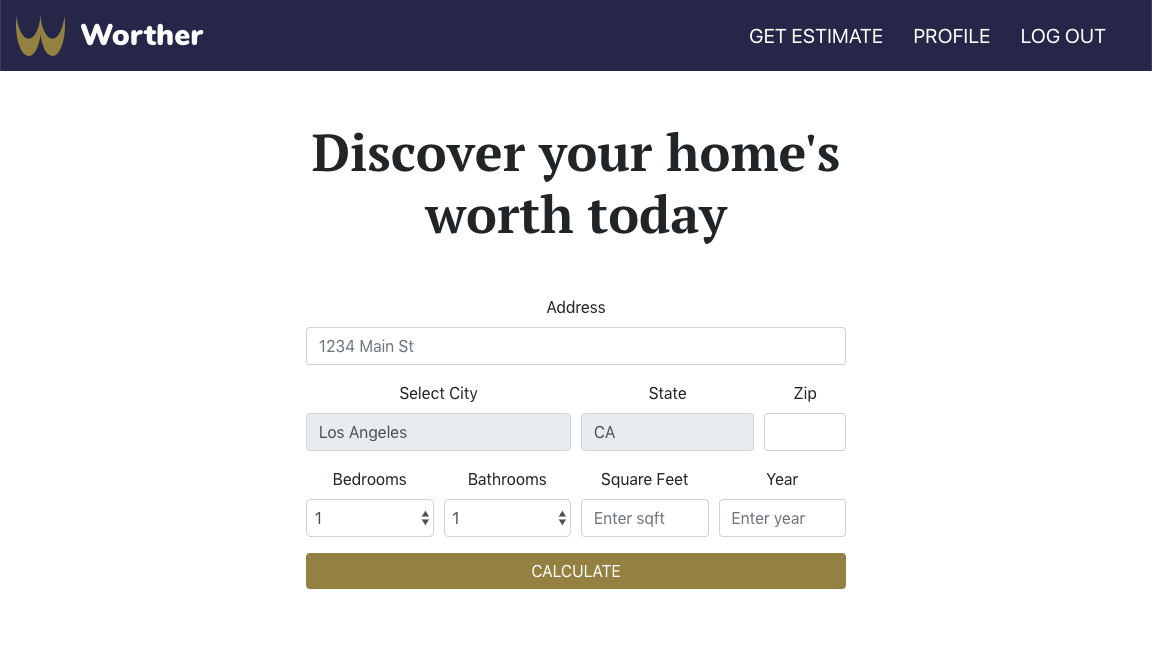 Worther
GET ESTIMATE PROFILE LOG OUT
Discover your home's
worth today
Address
1234 Main St
Select City State Zip
Los Angeles CA
Bedrooms Bathrooms Square Feet Year
1 1 Enter sqft Enter year
CALCULATE